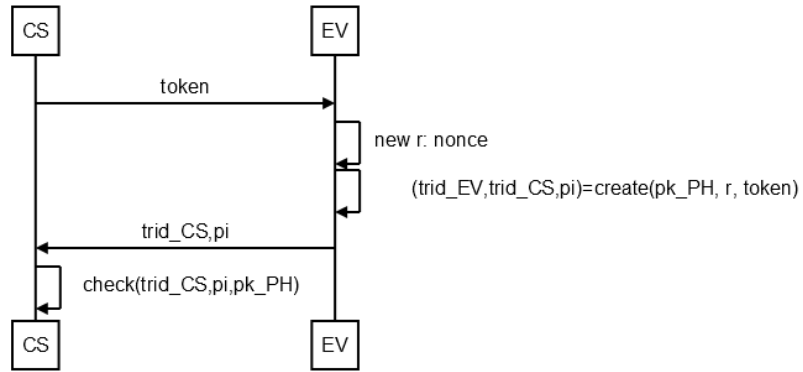 CS EV
token
new r: nonce
(trid_EV,trid_CS,pi)=create(pk_PH, r, token)
trid_CS,pi
check(trid_CS,pi,pk_PH)
CS EV